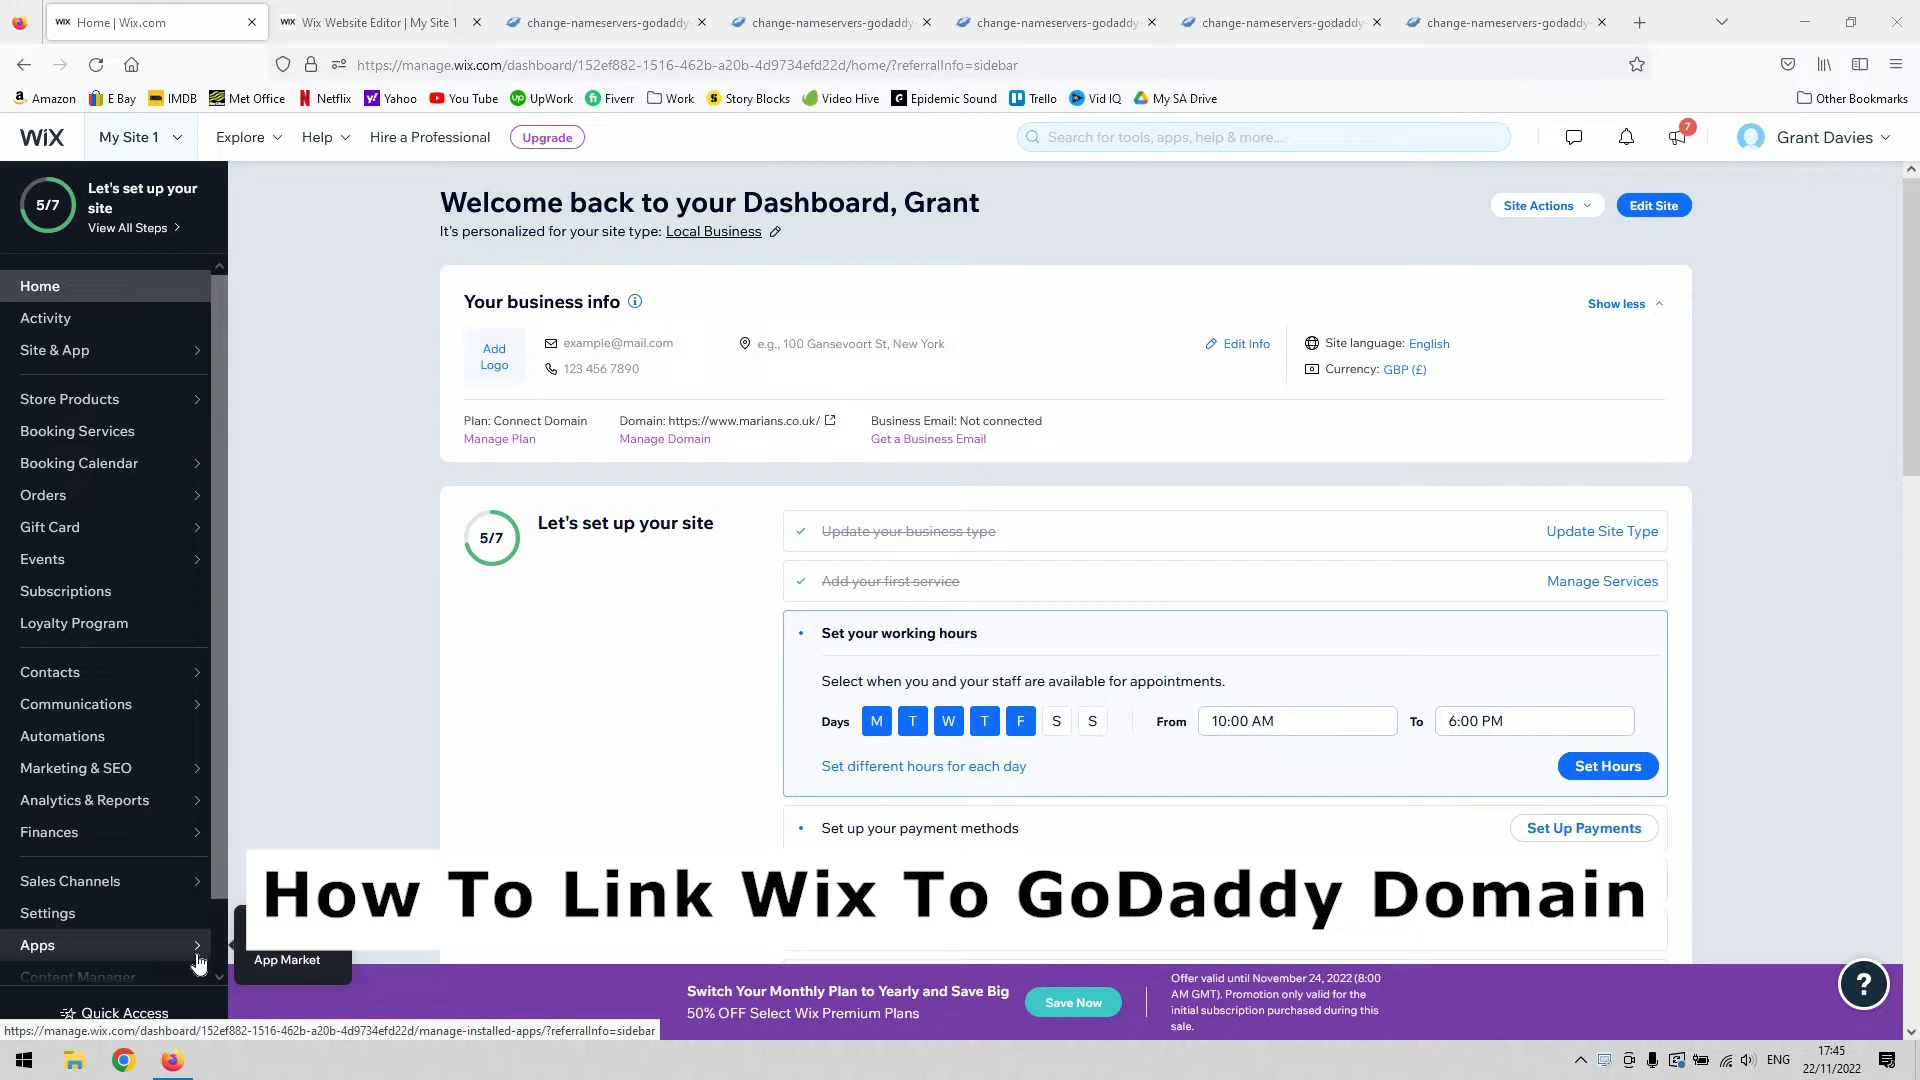 Home | Wix.com
Wix Website Editor | My Site 1
change-nameservers-godaddy-
change-nameservers-godaddy-
change-nameservers-godaddy-
change-nameservers-godaddy-
change-nameservers-godaddy-
https://manage.wix.com/dashboard/152ef882-1516-462b-a20b-4d9734efd22d/home/?referralInfo=sidebar
Amazon
E Bay
IMDB
Met Office
Netflix
Yahoo
You Tube
UpWork
Fiverr
Work
Story Blocks
Video Hive
Epidemic Sound
Trello
Vid IQ
My SA Drive
Other Bookmarks
WiX
My Site 1
Explore
Help
Hire a Professional
Upgrade
Search for tools, apps, help & more...
7
Grant Davies
5/7
Let's set up your
site
View All Steps
Home
Activity
Site & App
Store Products
Booking Services
Booking Calendar
Orders
Gift Card
Events
Subscriptions
Loyalty Program
Contacts
Communications
Automations
Marketing & SEO
Analytics & Reports
Finances
Sales Channels
Settings
Apps
Content Manager
Quick Access
App Market
Welcome back to your Dashboard, Grant
It's personalized for your site type: Local Business
Site Actions
Edit Site
Your business info
Show less
Add
Logo
example@mail.com
123 456 7890
e.g., 100 Gansevoort St, New York
Edit Info
Site language: English
Currency: GBP (£)
Plan: Connect Domain
Manage Plan
Domain: https://www.marians.co.uk/
Manage Domain
Business Email: Not connected
Get a Business Email
5/7
Let's set up your site
Update your business type
Update Site Type
Add your first service
Manage Services
Set your working hours
Select when you and your staff are available for appointments.
Days M T W T F S S From 10:00 AM To 6:00 PM
Set different hours for each day
Set Hours
Set up your payment methods
Set Up Payments
How To Link Wix To GoDaddy Domain
Switch Your Monthly Plan to Yearly and Save Big
50% OFF Select Wix Premium Plans
Save Now
Offer valid until November 24, 2022 (8:00
AM GMT). Promotion only valid for the
initial subscription purchased during this
sale.
?
https://manage.wix.com/dashboard/152ef882-1516-462b-a20b-4d9734efd22d/manage-installed-apps/?referralInfo=sidebar
ENG
17:45
22/11/2022